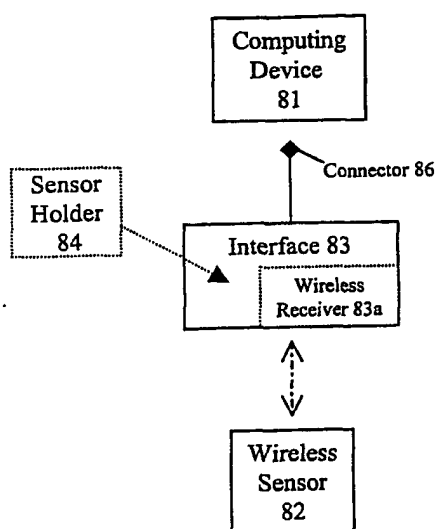 Computing
Device
81
Connector 86
Sensor
Holder
84
Interface 83
Wireless
Receiver 83a
Wireless
Sensor
82